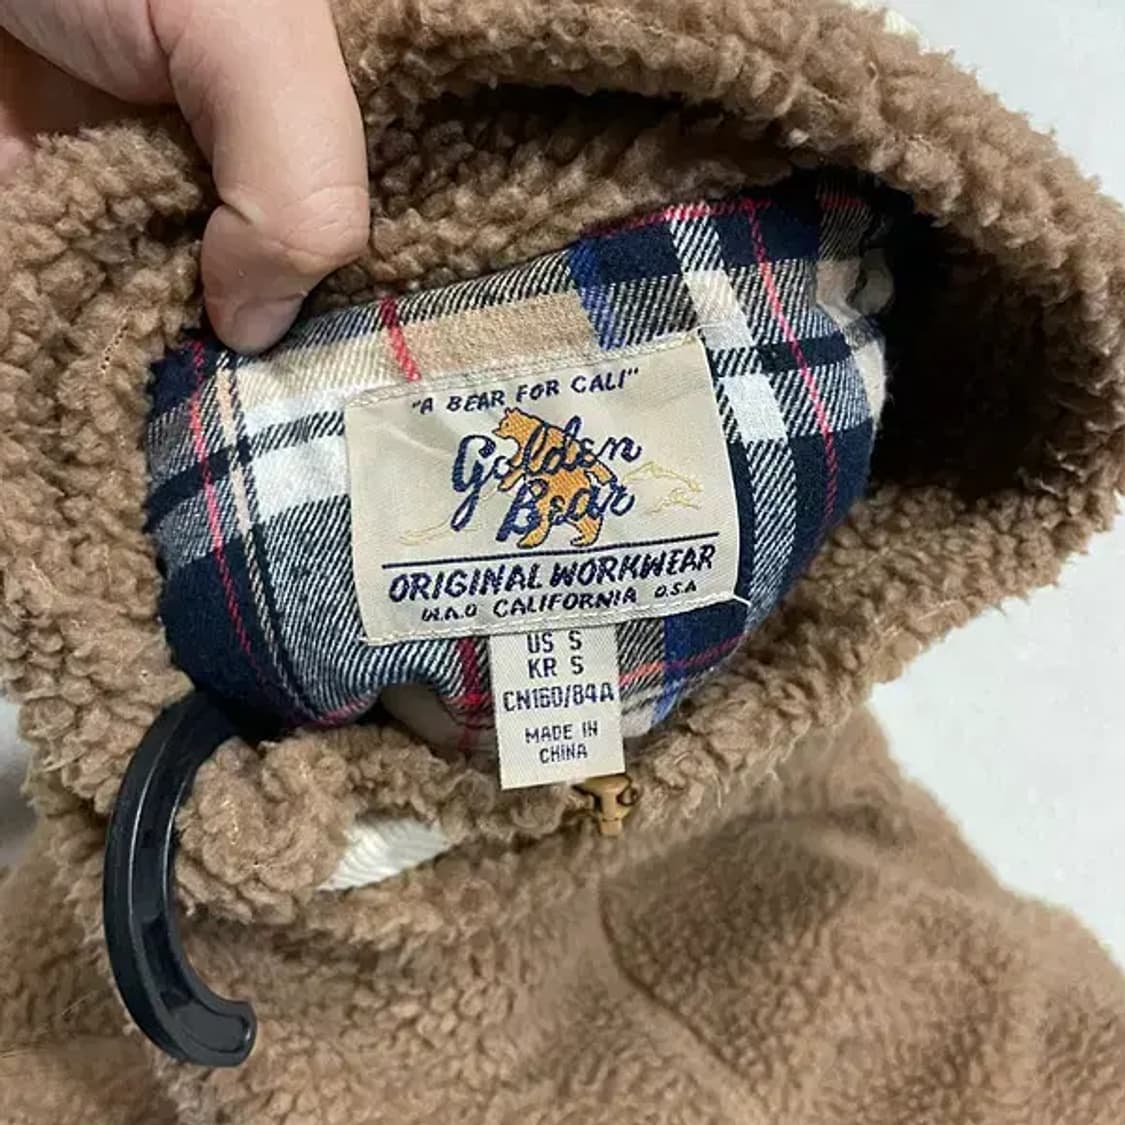 "A BEAR FOR CALI"
Golden
Bear
ORIGINAL WORKWEAR
W.A.O CALIFORNIA O.S.A
US S
KR S
CN160/84A
MADE IN
CHINA